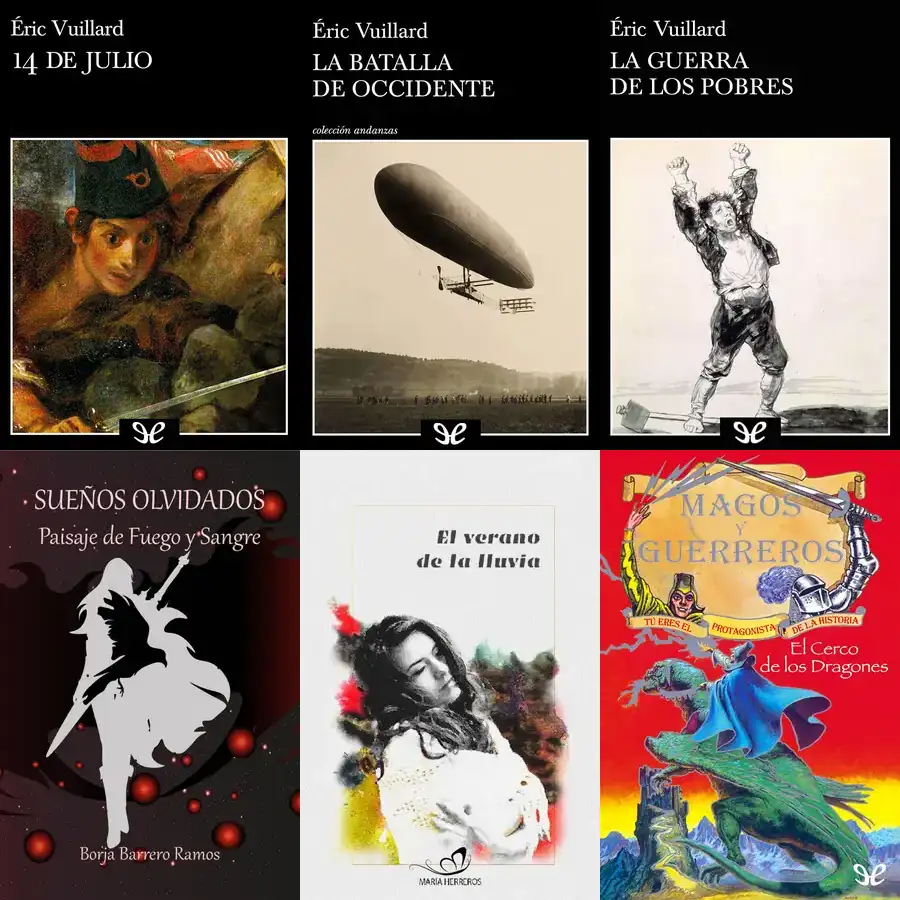 Éric Vuillard
14 DE JULIO
Éric Vuillard
LA BATALLA
DE OCCIDENTE
colección andanzas
Éric Vuillard
LA GUERRA
DE LOS POBRES
SUEÑOS OLVIDADOS
Paisaje de Fuego y Sangre
Borja Barrero Ramos
El verano
de la lluvia
MARÍA HERREROS
MAGOS
Y
GUERREROS
TÚ ERES EL PROTAGONISTA DE LA HISTORIA
El Cerco
de los Dragones